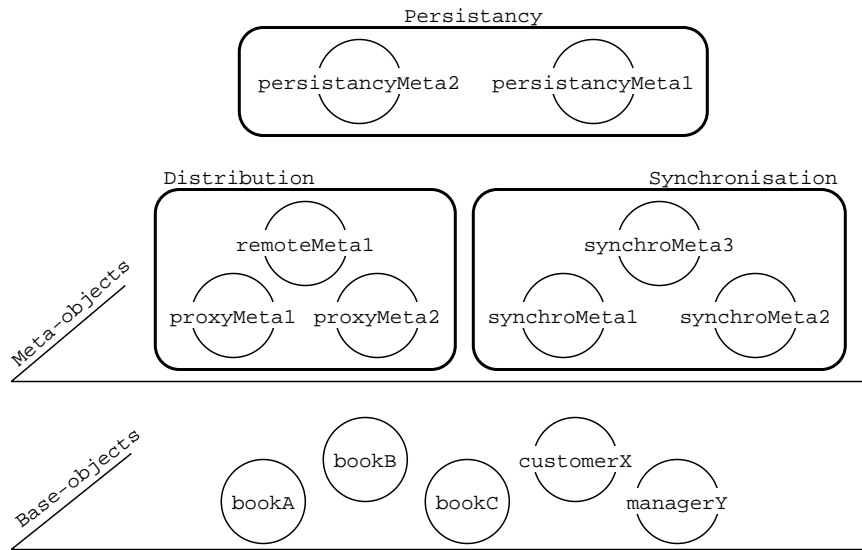 Persistancy
persistancyMeta2 persistancyMeta1
Distribution Synchronisation
remoteMeta1 synchroMeta3
proxyMeta1 proxyMeta2 synchroMeta1 synchroMeta2
Meta-objects
bookB customerX
bookA bookC managerY
Base-objects